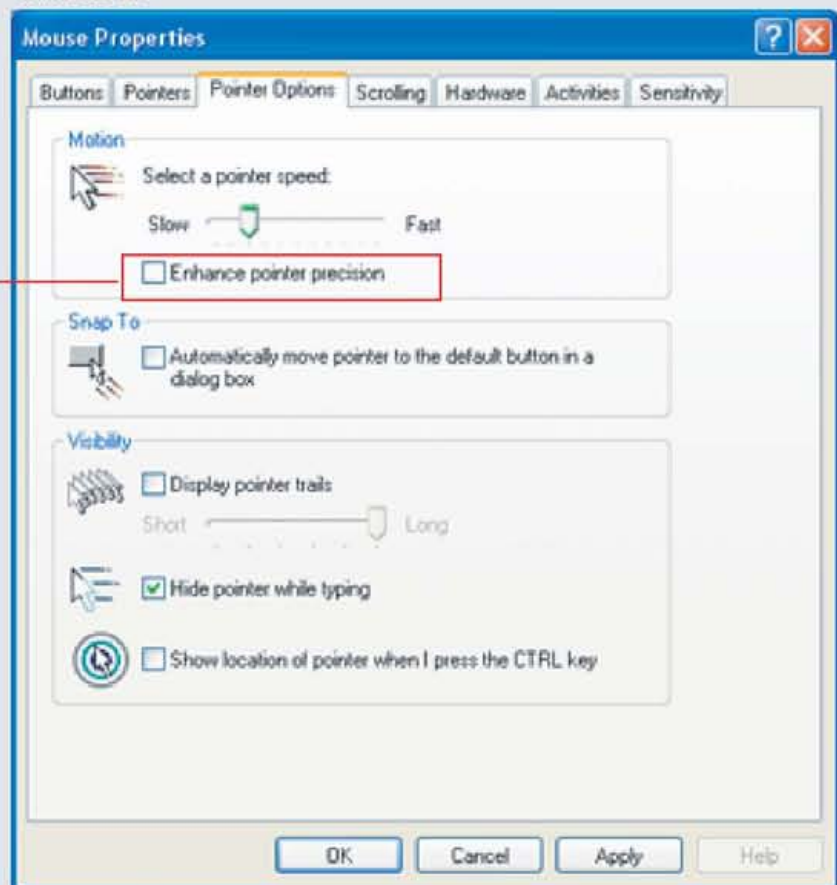 Mouse Properties
Buttons Pointers Pointer Options Scrolling Hardware Activities Sensitivity
Motion
Select a pointer speed:
Slow Fast
Enhance pointer precision
Snap To
Automatically move pointer to the default button in a
dialog box
Visibility
Display pointer trails
Short Long
Hide pointer while typing
Show location of pointer when I press the CTRL key
OK Cancel Apply Help